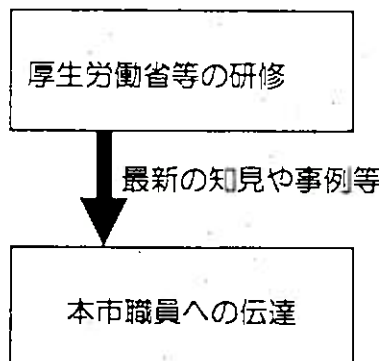 厚生労働省等の研修
最新の知見や事例等
本市職員への伝達